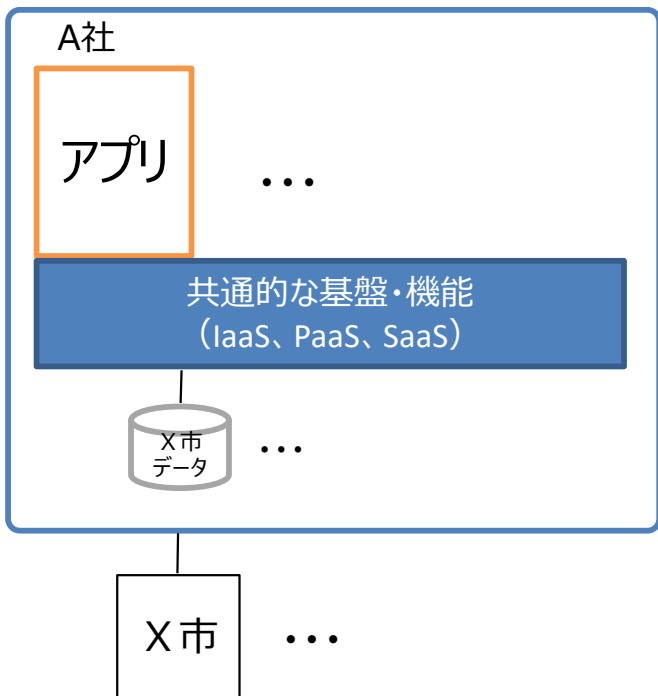 A社
アプリ
…
共通的な基盤・機能
（IaaS、PaaS、SaaS）
X市
データ
…
X市
…